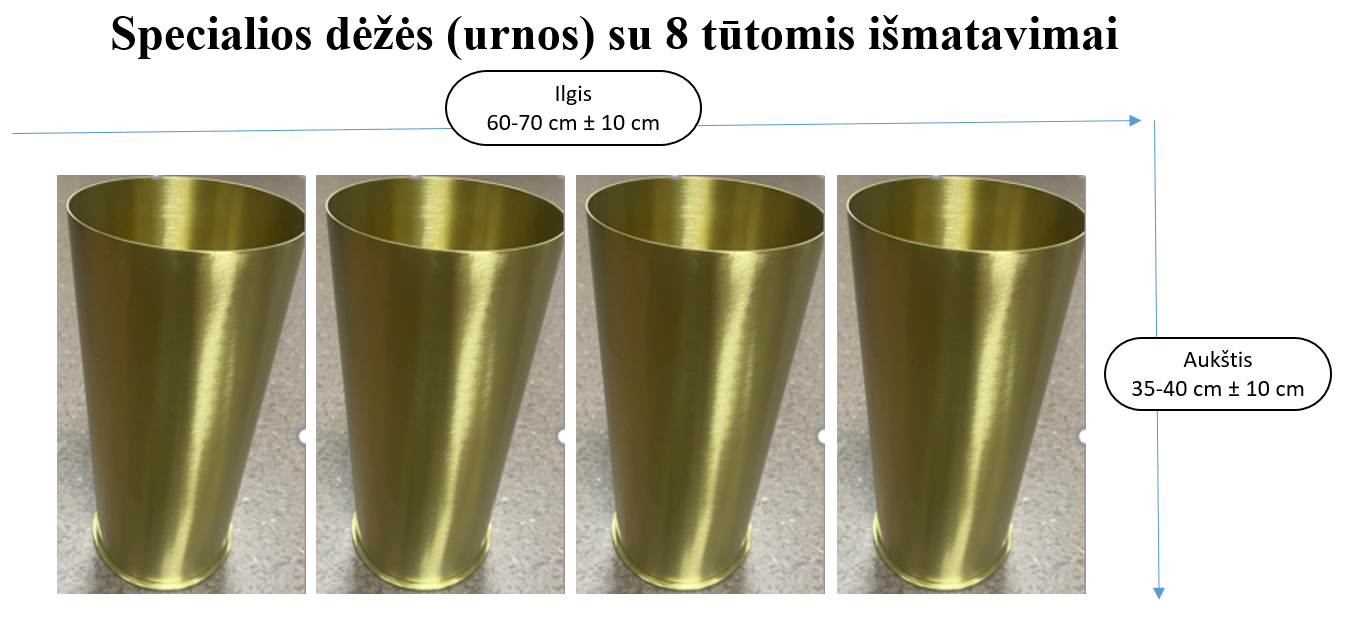 Specialios dėžės (urnos) su 8 tūtomis išmatavimai
Ilgis
60-70 cm ± 10 cm
Aukštis
35-40 cm ± 10 cm